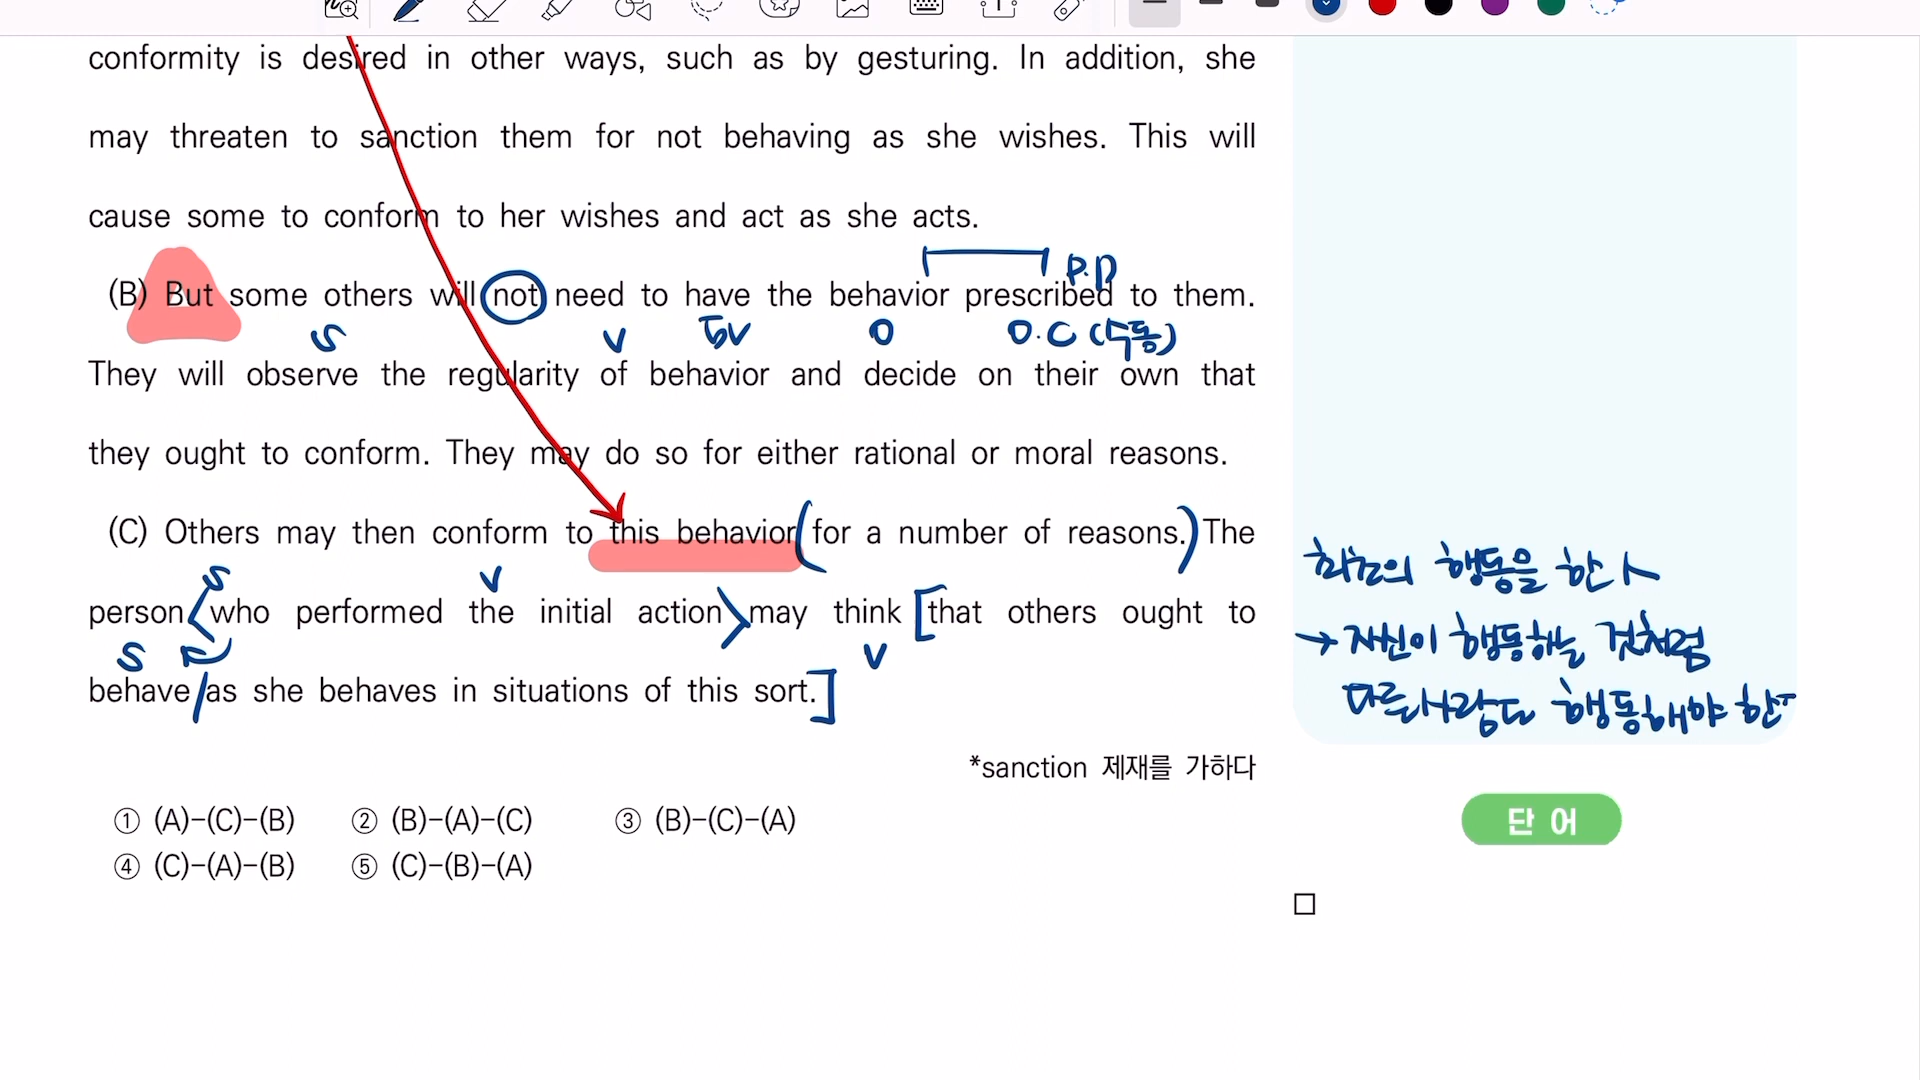 conformity is desired in other ways, such as by gesturing. In addition, she
may threaten to sanction them for not behaving as she wishes. This will
cause some to conform to her wishes and act as she acts.
P.P
(B) But some others will not need to have the behavior prescribed to them.
S V 5V O O.C (수동)
They will observe the regularity of behavior and decide on their own that
they ought to conform. They may do so for either rational or moral reasons.
(C) Others may then conform to this behavior (for a number of reasons.) The
S V
person who performed the initial action may think [that others ought to
S V
behave / as she behaves in situations of this sort.]
최초의 행동을 한 사
→ 자신이 행동하는 것처럼
다른사람도 행동해야 한
*sanction 제재를 가하다
① (A)-(C)-(B) ② (B)-(A)-(C) ③ (B)-(C)-(A)
④ (C)-(A)-(B) ⑤ (C)-(B)-(A)
단 어